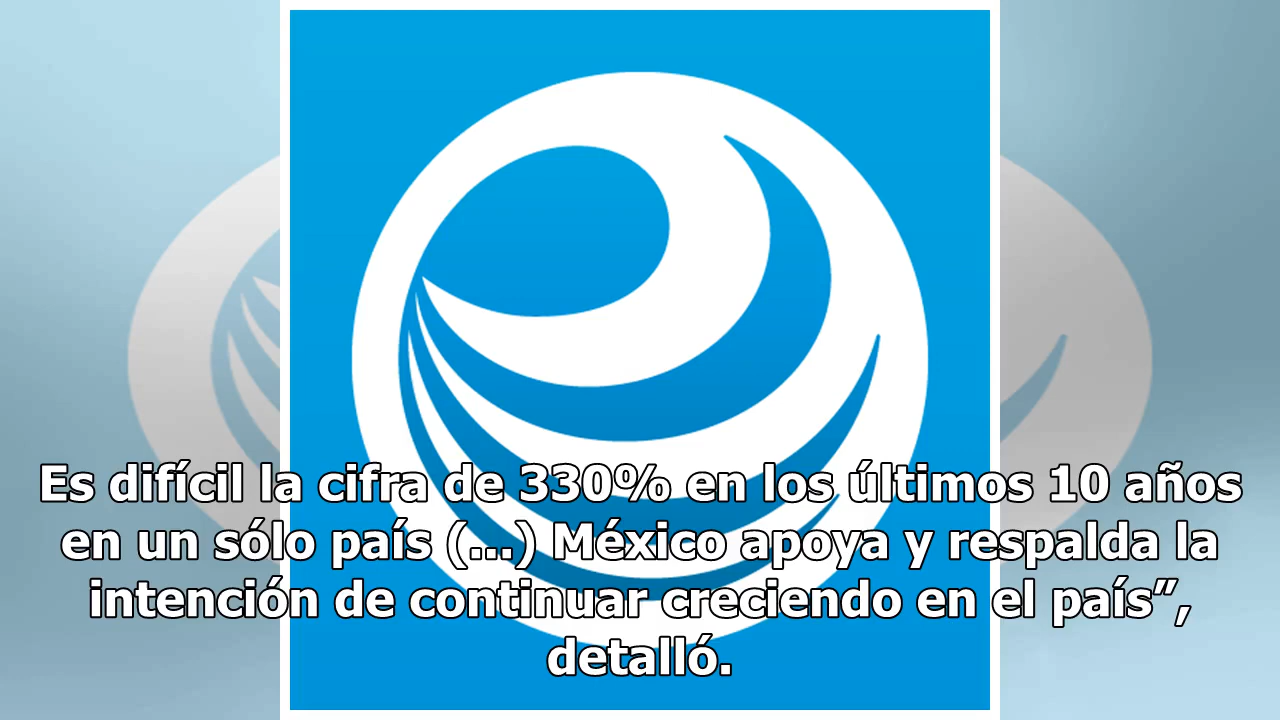 Es difícil la cifra de 330% en los últimos 10 años
en un sólo país (...) México apoya y respalda la
intención de continuar creciendo en el país”,
detalló.